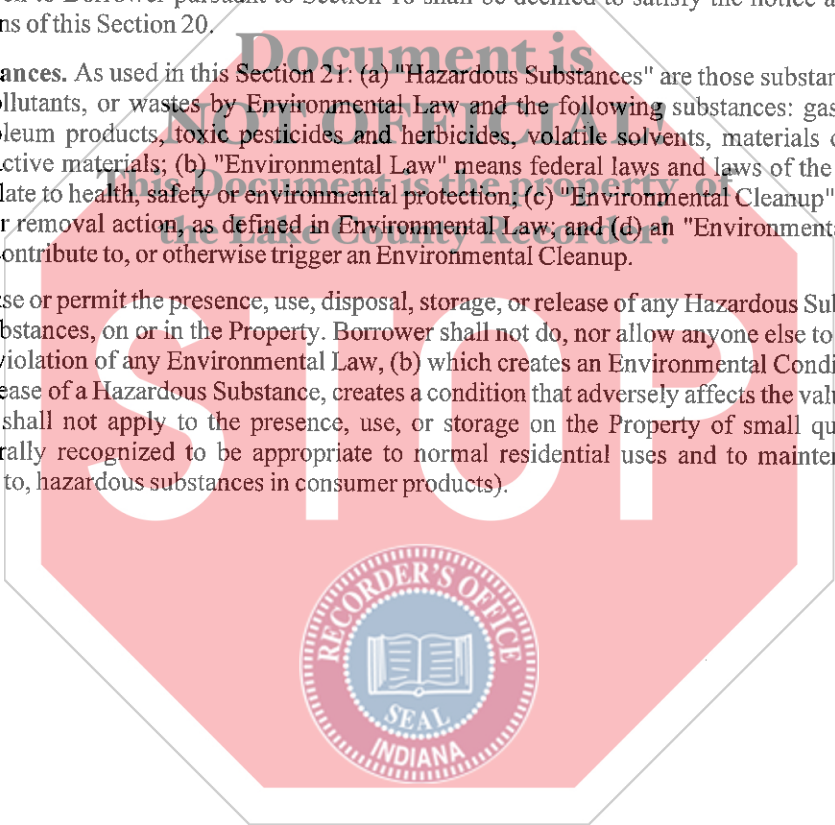 to Borrower pursuant to Section 18 shall be deemed to satisfy the notice a
ns of this Section 20.
Document is
ances. As used in this Section 21: (a) "Hazardous Substances" are those substan
llutants, or wastes by Environmental Law and the following substances: gas
NOT OFFICIAL!
leum products, toxic pesticides and herbicides, volatile solvents, materials c
ctive materials; (b) "Environmental Law" means federal laws and laws of the
This Document is the property of
late to health, safety or environmental protection; (c) "Environmental Cleanup"
r removal action, as defined in Environmental Law; and (d) an "Environmenta
the Lake County Recorder!
ontribute to, or otherwise trigger an Environmental Cleanup.
se or permit the presence, use, disposal, storage, or release of any Hazardous Sul
bstances, on or in the Property. Borrower shall not do, nor allow anyone else to
violation of any Environmental Law, (b) which creates an Environmental Condi
ease of a Hazardous Substance, creates a condition that adversely affects the valu
shall not apply to the presence, use, or storage on the Property of small qu
rally recognized to be appropriate to normal residential uses and to mainten
to, hazardous substances in consumer products).
STOP
RECORDER'S OFFICE
SEAL
INDIANA